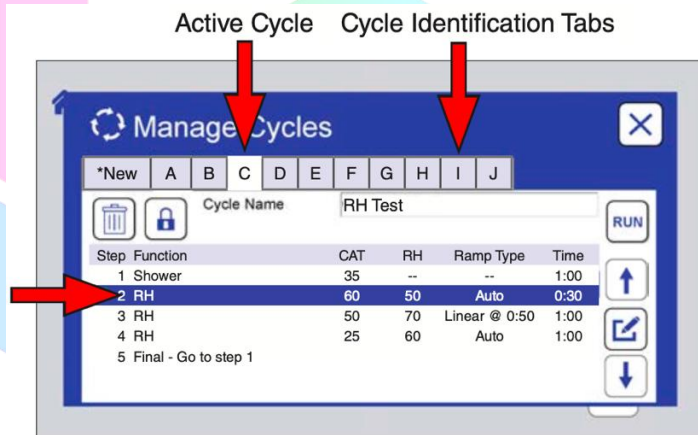 Active Cycle Cycle Identification Tabs
Manage Cycles
*New A B C D E F G H I J
Cycle Name RH Test RUN
Step Function CAT RH Ramp Type Time
1 Shower 35 -- -- 1:00
2 RH 60 50 Auto 0:30
3 RH 50 70 Linear @ 0:50 1:00
4 RH 25 60 Auto 1:00
5 Final - Go to step 1